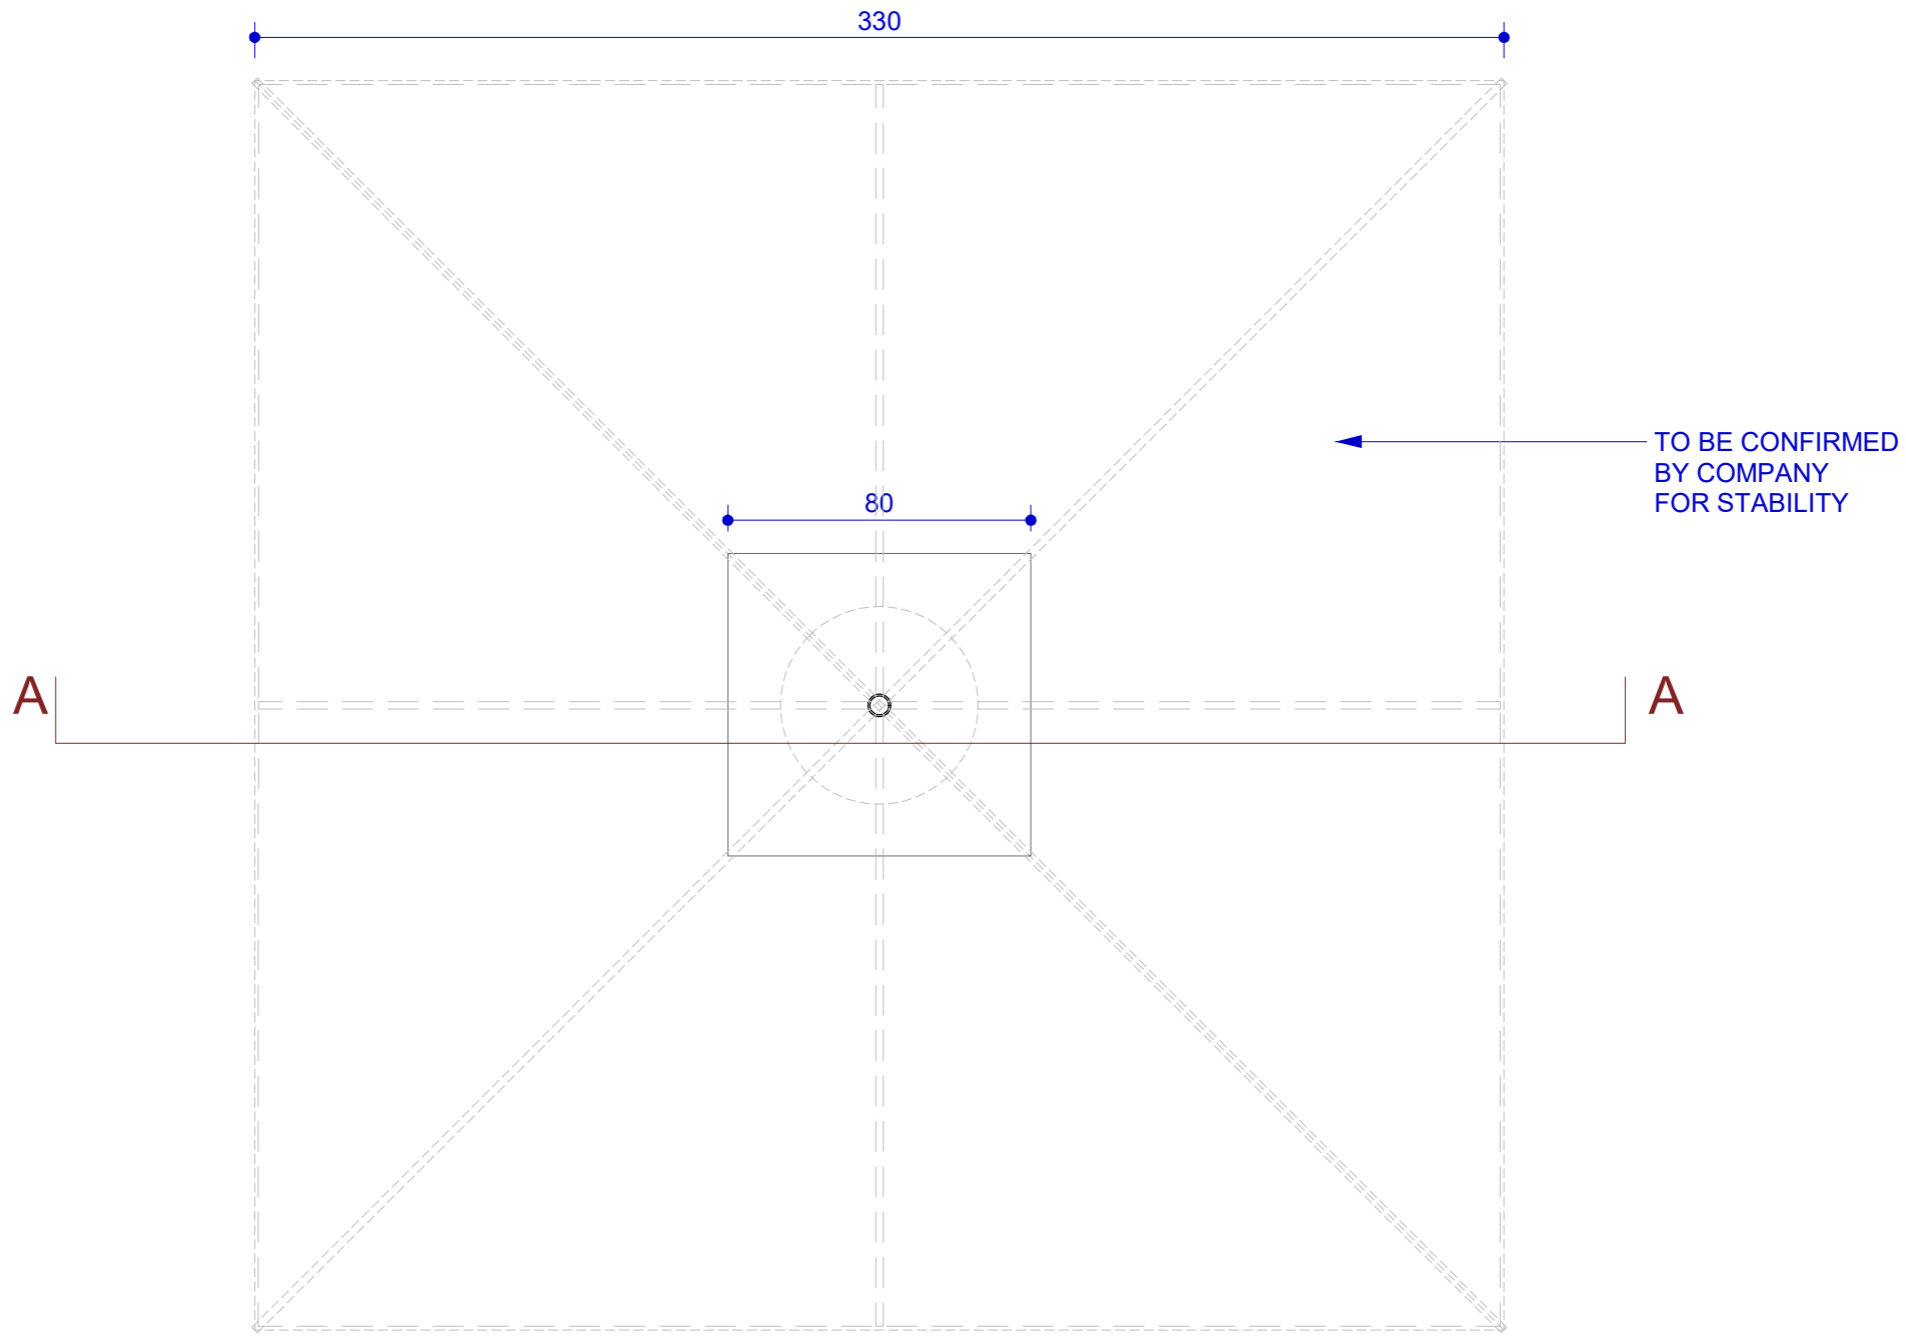 330
TO BE CONFIRMED
BY COMPANY
FOR STABILITY
80
A
A